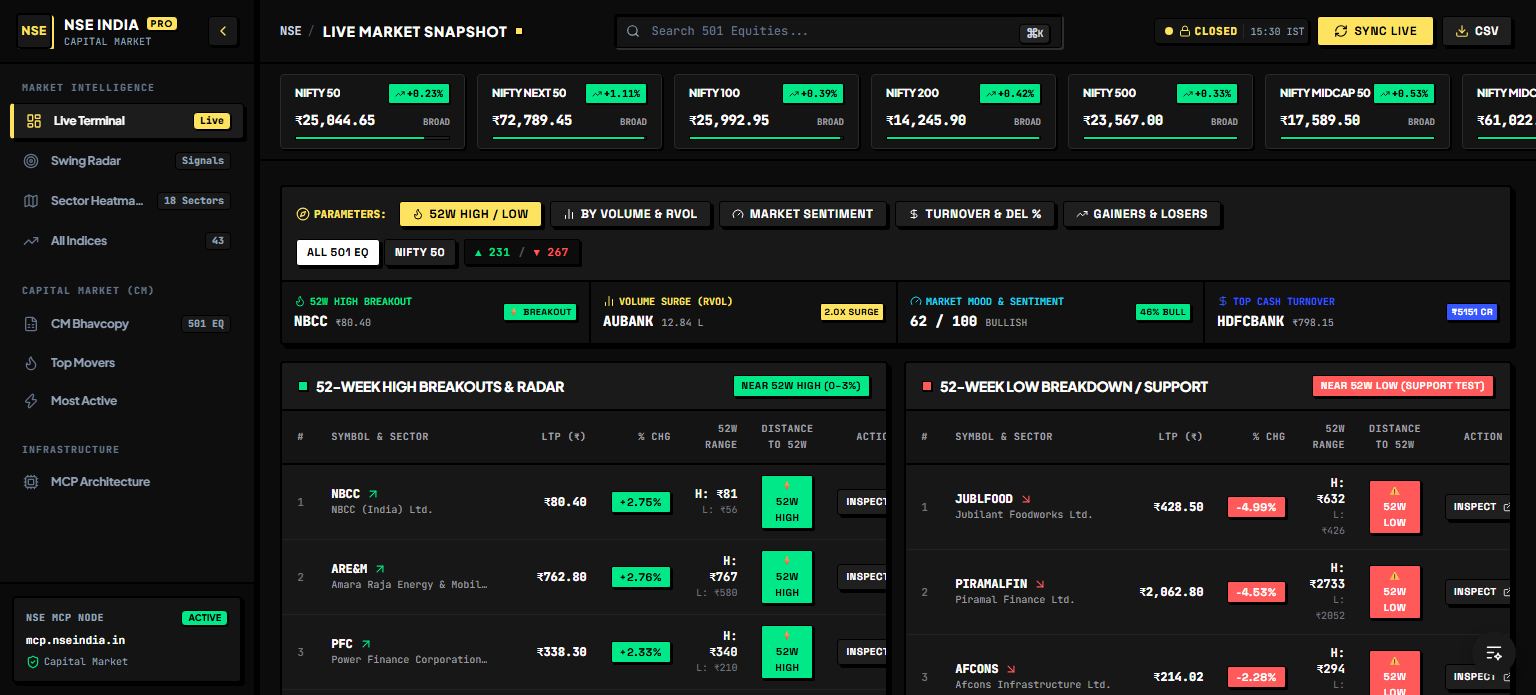 NSE
NSE INDIA PRO
CAPITAL MARKET
NSE / LIVE MARKET SNAPSHOT
Search 501 Equities...
⌘K
CLOSED 15:30 IST
SYNC LIVE
CSV
MARKET INTELLIGENCE
Live Terminal Live
Swing Radar Signals
Sector Heatma… 18 Sectors
All Indices 43
CAPITAL MARKET (CM)
CM Bhavcopy 501 EQ
Top Movers
Most Active
INFRASTRUCTURE
MCP Architecture
NSE MCP NODE ACTIVE
mcp.nseindia.in
Capital Market
NIFTY 50 +0.23%
₹25,044.65 BROAD
NIFTY NEXT 50 +1.11%
₹72,789.45 BROAD
NIFTY 100 +0.39%
₹25,992.95 BROAD
NIFTY 200 +0.42%
₹14,245.90 BROAD
NIFTY 500 +0.33%
₹23,567.00 BROAD
NIFTY MIDCAP 50 +0.53%
₹17,589.50 BROAD
NIFTY MIDC
₹61,022.
PARAMETERS: 52W HIGH / LOW BY VOLUME & RVOL MARKET SENTIMENT $ TURNOVER & DEL % GAINERS & LOSERS
ALL 501 EQ NIFTY 50 ▲ 231 / ▼ 267
52W HIGH BREAKOUT
NBCC ₹80.40
BREAKOUT
VOLUME SURGE (RVOL)
AUBANK 12.84 L
2.0X SURGE
MARKET MOOD & SENTIMENT
62 / 100 BULLISH
46% BULL
$ TOP CASH TURNOVER
HDFCBANK ₹798.15
₹5151 CR
52-WEEK HIGH BREAKOUTS & RADAR NEAR 52W HIGH (0-3%)
# SYMBOL & SECTOR LTP (₹) % CHG 52W RANGE DISTANCE TO 52W ACTIO
1 NBCC ₹80.40 +2.75% H: ₹81 52W HIGH INSPECT
NBCC (India) Ltd. L: ₹56
2 ARE&M ₹762.80 +2.76% H: ₹767 52W HIGH INSPECT
Amara Raja Energy & Mobil… L: ₹580
3 PFC ₹338.30 +2.33% H: ₹340 52W HIGH INSPECT
Power Finance Corporation… L: ₹210
52-WEEK LOW BREAKDOWN / SUPPORT NEAR 52W LOW (SUPPORT TEST)
# SYMBOL & SECTOR LTP (₹) % CHG 52W RANGE DISTANCE TO 52W ACTION
1 JUBLFOOD ₹428.50 -4.99% H: ₹632 52W LOW INSPECT
Jubilant Foodworks Ltd. L: ₹426
2 PIRAMALFIN ₹2,062.80 -4.53% H: ₹2733 52W LOW INSPECT
Piramal Finance Ltd. L: ₹2052
3 AFCONS ₹214.02 -2.28% H: ₹294 52W LOW INSPECT
Afcons Infrastructure Ltd. L: